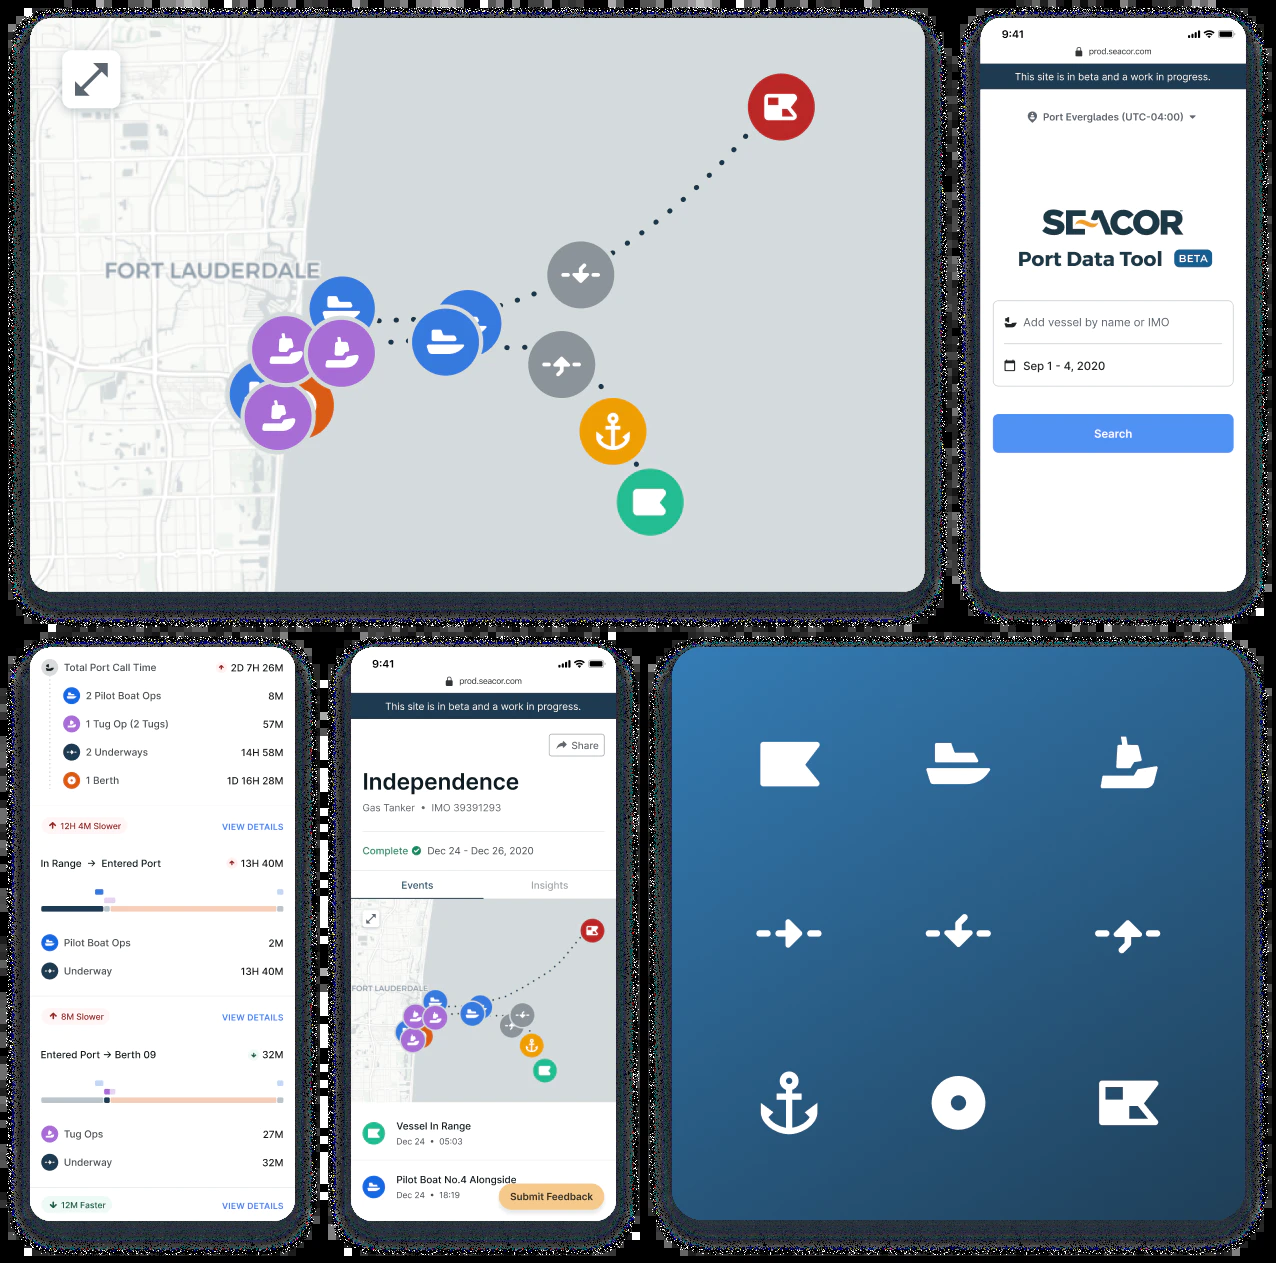 FORT LAUDERDALE
9:41
prod.seacor.com
This site is in beta and a work in progress.
Port Everglades (UTC-04:00)
SEACOR
Port Data Tool BETA
Add vessel by name or IMO
Sep 1 - 4, 2020
Search
Total Port Call Time 2D 7H 26M
2 Pilot Boat Ops 8M
1 Tug Op (2 Tugs) 57M
2 Underways 14H 58M
1 Berth 1D 16H 28M
12H 4M Slower VIEW DETAILS
In Range → Entered Port 13H 40M
Pilot Boat Ops 2M
Underway 13H 40M
8M Slower VIEW DETAILS
Entered Port → Berth 09 32M
Tug Ops 27M
Underway 32M
12M Faster VIEW DETAILS
9:41
prod.seacor.com
This site is in beta and a work in progress.
Share
Independence
Gas Tanker • IMO 39391293
Complete Dec 24 - Dec 26, 2020
Events Insights
FORT LAUDERDALE
Vessel In Range
Dec 24 • 05:03
Pilot Boat No.4 Alongside
Dec 24 • 18:19
Submit Feedback